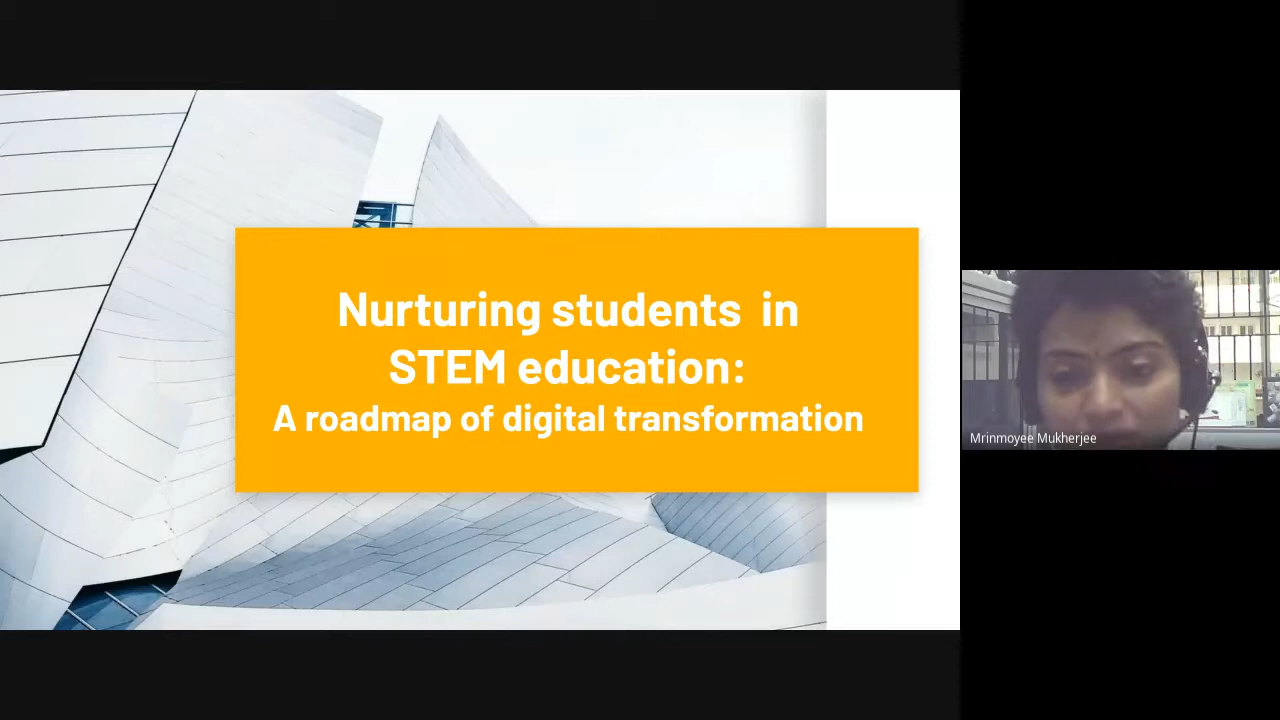 Nurturing students in
STEM education:
A roadmap of digital transformation
Mrinmoyee Mukherjee